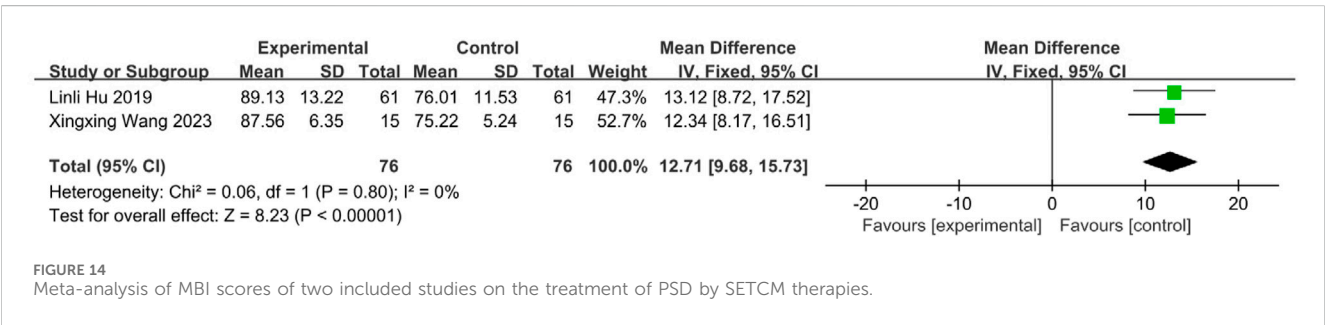 Experimental Control Mean Difference Mean Difference
Study or Subgroup Mean SD Total Mean SD Total Weight IV, Fixed, 95% CI IV, Fixed, 95% CI
Linli Hu 2019 89.13 13.22 61 76.01 11.53 61 47.3% 13.12 [8.72, 17.52]
Xingxing Wang 2023 87.56 6.35 15 75.22 5.24 15 52.7% 12.34 [8.17, 16.51]
Total (95% CI) 76 76 100.0% 12.71 [9.68, 15.73]
Heterogeneity: Chi² = 0.06, df = 1 (P = 0.80); I² = 0%
Test for overall effect: Z = 8.23 (P < 0.00001)
-20 -10 0 10 20
Favours [experimental] Favours [control]
FIGURE 14
Meta-analysis of MBI scores of two included studies on the treatment of PSD by SETCM therapies.